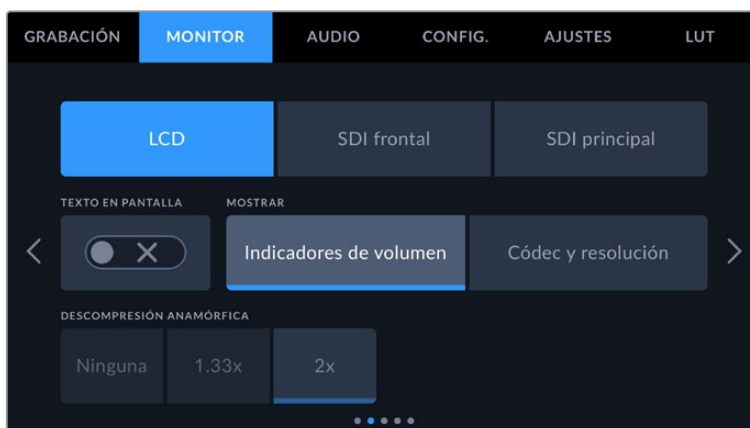 GRABACIÓN MONITOR AUDIO CONFIG. AJUSTES LUT
LCD SDI frontal SDI principal
TEXTO EN PANTALLA MOSTRAR
Indicadores de volumen Códec y resolución
DESCOMPRESIÓN ANAMÓRFICA
Ninguna 1.33x 2x